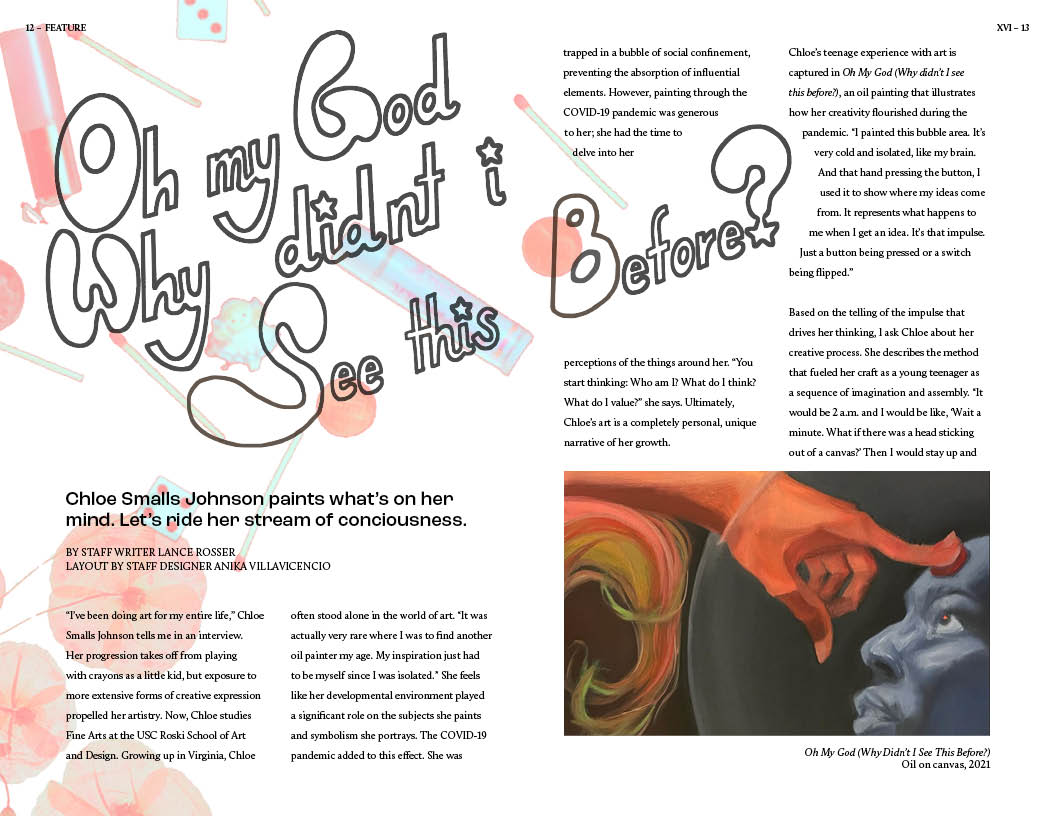 12 – FEATURE
XVI – 13
Oh my God
Why didnt i
See this
Before?
Chloe Smalls Johnson paints what's on her
mind. Let's ride her stream of conciousness.
BY STAFF WRITER LANCE ROSSER
LAYOUT BY STAFF DESIGNER ANIKA VILLAVICENCIO
“I've been doing art for my entire life,” Chloe
Smalls Johnson tells me in an interview.
Her progression takes off from playing
with crayons as a little kid, but exposure to
more extensive forms of creative expression
propelled her artistry. Now, Chloe studies
Fine Arts at the USC Roski School of Art
and Design. Growing up in Virginia, Chloe
often stood alone in the world of art. “It was
actually very rare where I was to find another
oil painter my age. My inspiration just had
to be myself since I was isolated.” She feels
like her developmental environment played
a significant role on the subjects she paints
and symbolism she portrays. The COVID-19
pandemic added to this effect. She was
trapped in a bubble of social confinement,
preventing the absorption of influential
elements. However, painting through the
COVID-19 pandemic was generous
to her; she had the time to
delve into her
perceptions of the things around her. “You
start thinking: Who am I? What do I think?
What do I value?” she says. Ultimately,
Chloe's art is a completely personal, unique
narrative of her growth.
Chloe's teenage experience with art is
captured in Oh My God (Why didn't I see
this before?), an oil painting that illustrates
how her creativity flourished during the
pandemic. “I painted this bubble area. It's
very cold and isolated, like my brain.
And that hand pressing the button, I
used it to show where my ideas come
from. It represents what happens to
me when I get an idea. It's that impulse.
Just a button being pressed or a switch
being flipped.”
Based on the telling of the impulse that
drives her thinking, I ask Chloe about her
creative process. She describes the method
that fueled her craft as a young teenager as
a sequence of imagination and assembly. “It
would be 2 a.m. and I would be like, ‘Wait a
minute. What if there was a head sticking
out of a canvas?’ Then I would stay up and
Oh My God (Why Didn't I See This Before?)
Oil on canvas, 2021